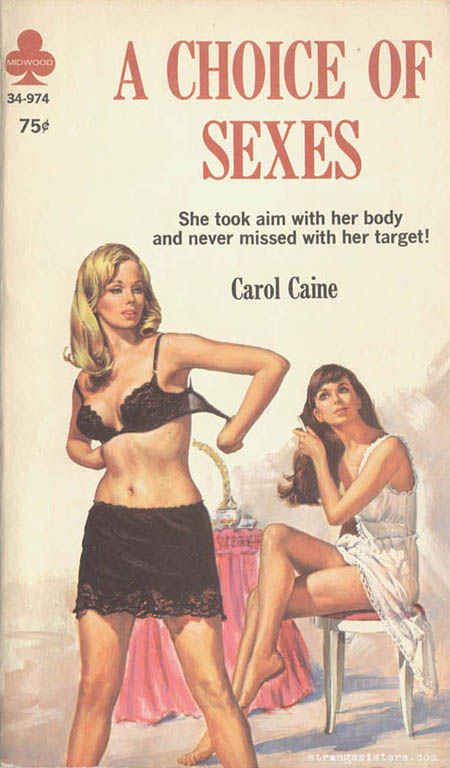 MIDWOOD
34-974
75¢
A CHOICE OF
SEXES
She took aim with her body
and never missed with her target!
Carol Caine
strangesisters.com